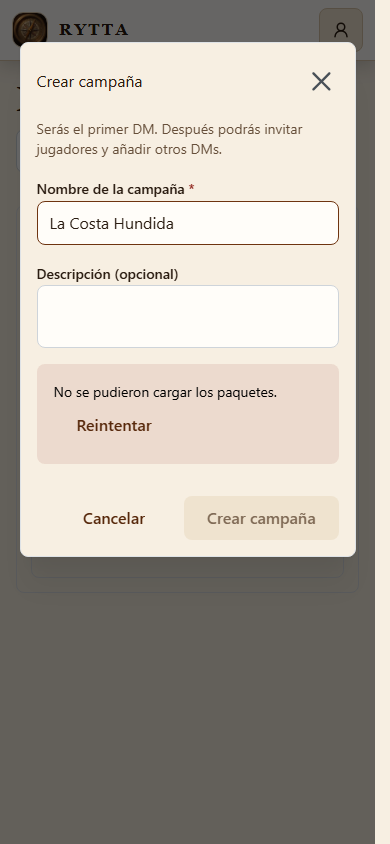 RYTTA
Crear campaña
Serás el primer DM. Después podrás invitar
jugadores y añadir otros DMs.
Nombre de la campaña *
La Costa Hundida
Descripción (opcional)
No se pudieron cargar los paquetes.
Reintentar
Cancelar
Crear campaña